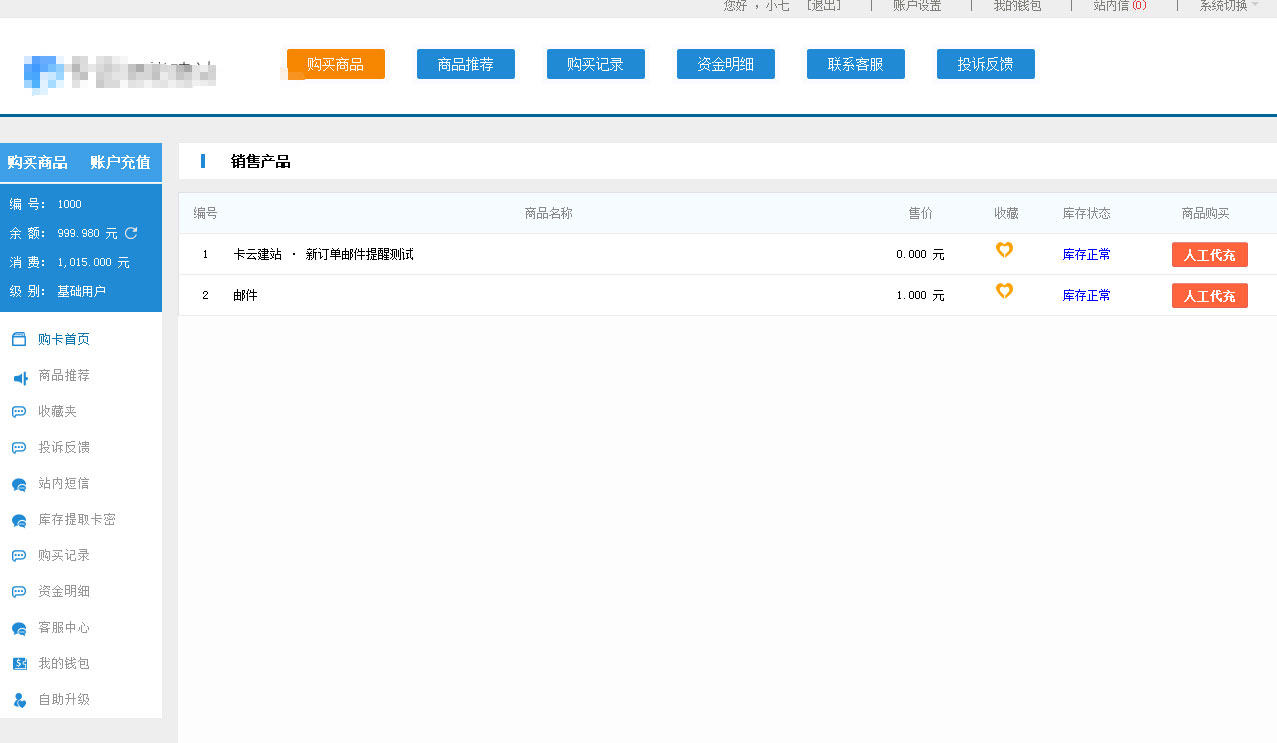 您好 ，小七 [退出] | 账户设置 | 我的钱包 | 站内信(0) | 系统切换
购买商品 商品推荐 购买记录 资金明细 联系客服 投诉反馈
购买商品 账户充值
编 号： 1000
余 额： 999.980 元
消 费： 1,015.000 元
级 别： 基础用户
购卡首页
商品推荐
收藏夹
投诉反馈
站内短信
库存提取卡密
购买记录
资金明细
客服中心
我的钱包
自助升级
销售产品
编号 商品名称 售价 收藏 库存状态 商品购买
1 卡云建站 · 新订单邮件提醒测试 0.000 元 库存正常 人工代充
2 邮件 1.000 元 库存正常 人工代充